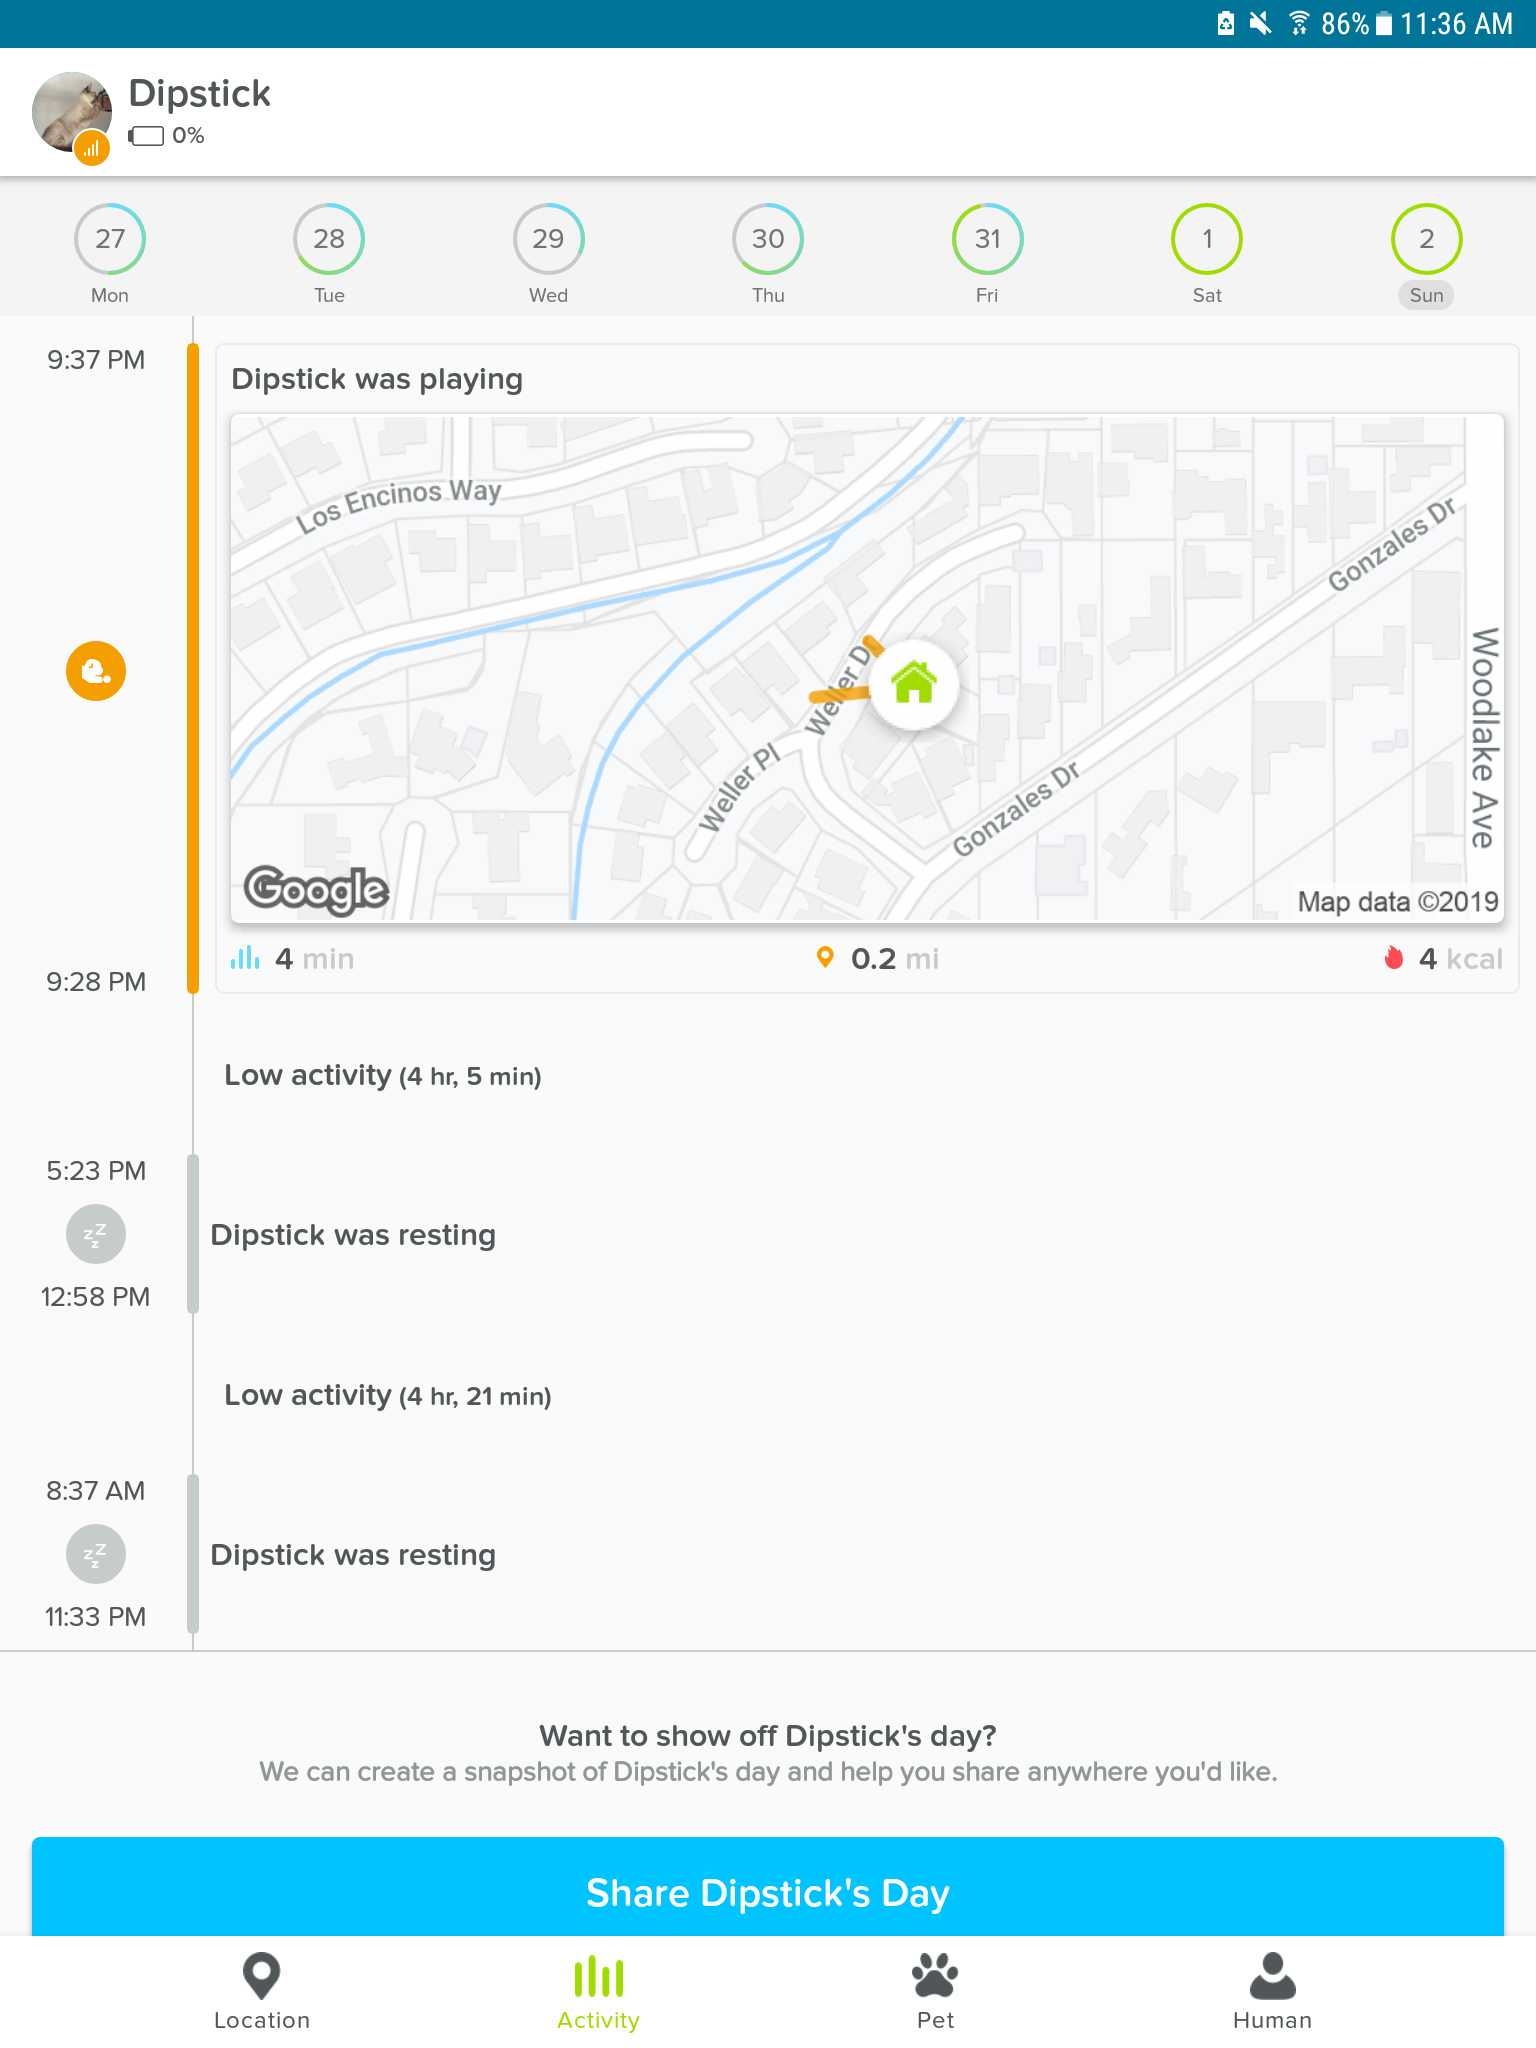 86% 11:36 AM
Dipstick
0%
27 28 29 30 31 1 2
Mon Tue Wed Thu Fri Sat Sun
9:37 PM
Dipstick was playing
Los Encinos Way
Gonzales Dr
Weller Dr
Woodlake Ave
Weller Pl
Gonzales Dr
Google
Map data ©2019
4 min 0.2 mi 4 kcal
9:28 PM
Low activity (4 hr, 5 min)
5:23 PM
zzz
Dipstick was resting
12:58 PM
Low activity (4 hr, 21 min)
8:37 AM
zzz
Dipstick was resting
11:33 PM
Want to show off Dipstick's day?
We can create a snapshot of Dipstick's day and help you share anywhere you'd like.
Share Dipstick's Day
Location Activity Pet Human